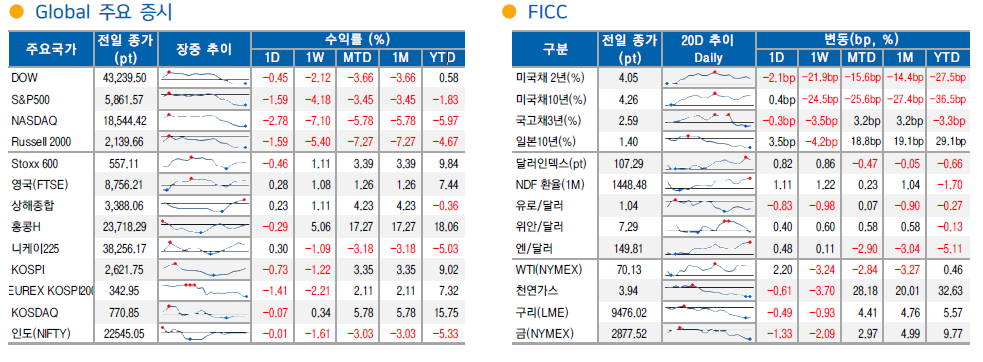 Global 주요 증시
주요국가 전일 종가 (pt) 장중 추이 수익률 (%)
1D 1W MTD 1M YTD
DOW 43,239.50 -0.45 -2.12 -3.66 -3.66 0.58
S&P500 5,861.57 -1.59 -4.18 -3.45 -3.45 -1.83
NASDAQ 18,544.42 -2.78 -7.10 -5.78 -5.78 -5.97
Russell 2000 2,139.66 -1.59 -5.40 -7.27 -7.27 -4.67
Stoxx 600 557.11 -0.46 1.11 3.39 3.39 9.84
영국(FTSE) 8,756.21 0.28 1.08 1.26 1.26 7.44
상해종합 3,388.06 0.23 1.11 4.23 4.23 -0.36
홍콩H 23,718.29 -0.29 5.06 17.27 17.27 18.06
니케이225 38,256.17 0.30 -1.09 -3.18 -3.18 -5.03
KOSPI 2,621.75 -0.73 -1.22 3.35 3.35 9.02
EUREX KOSPI200 342.95 -1.41 -2.21 2.11 2.11 7.32
KOSDAQ 770.85 -0.07 0.34 5.78 5.78 15.75
인도(NIFTY) 22545.05 -0.01 -1.61 -3.03 -3.03 -5.33
FICC
구분 전일 종가 (pt) 20D 추이 Daily 변동(bp, %)
1D 1W MTD 1M YTD
미국채 2년(%) 4.05 -2.1bp -21.9bp -15.6bp -14.4bp -27.5bp
미국채10년(%) 4.26 0.4bp -24.5bp -25.6bp -27.4bp -36.5bp
국고채3년(%) 2.59 -0.3bp -3.5bp 3.2bp 3.2bp -3.3bp
일본10년(%) 1.40 3.5bp -4.2bp 18.8bp 19.1bp 29.1bp
달러인덱스(pt) 107.29 0.82 0.86 -0.47 -0.05 -0.66
NDF 환율(1M) 1448.48 1.11 1.22 0.23 1.04 -1.70
유로/달러 1.04 -0.83 -0.98 0.07 -0.90 -0.27
위안/달러 7.29 0.40 0.60 0.58 0.58 -0.13
엔/달러 149.81 0.48 0.11 -2.90 -3.04 -5.11
WTI(NYMEX) 70.13 2.20 -3.24 -2.84 -3.27 0.46
천연가스 3.94 -0.61 -3.70 28.18 20.01 32.63
구리(LME) 9476.02 -0.49 -0.93 4.41 4.76 5.57
금(NYMEX) 2877.52 -1.33 -2.09 2.97 4.99 9.77